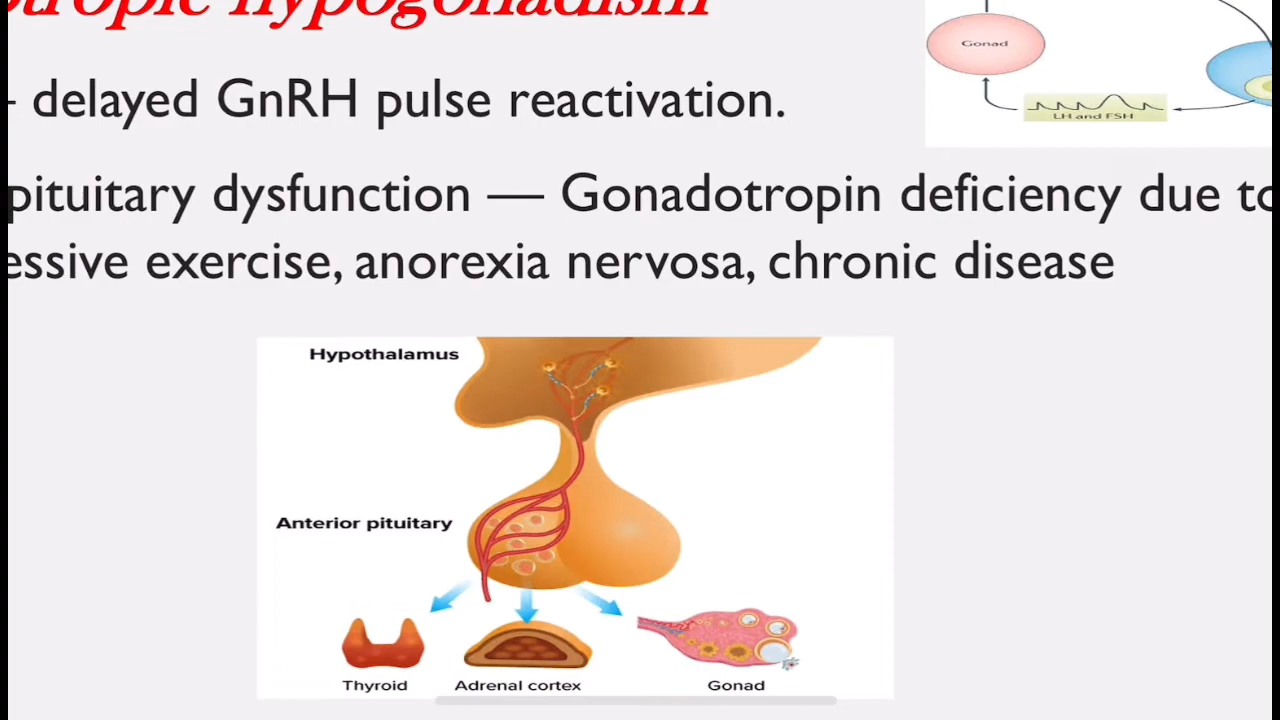 hypogonadism
Gonad
LH and FSH
- delayed GnRH pulse reactivation.
pituitary dysfunction — Gonadotropin deficiency due to
essive exercise, anorexia nervosa, chronic disease
Hypothalamus
Anterior pituitary
Thyroid
Adrenal cortex
Gonad